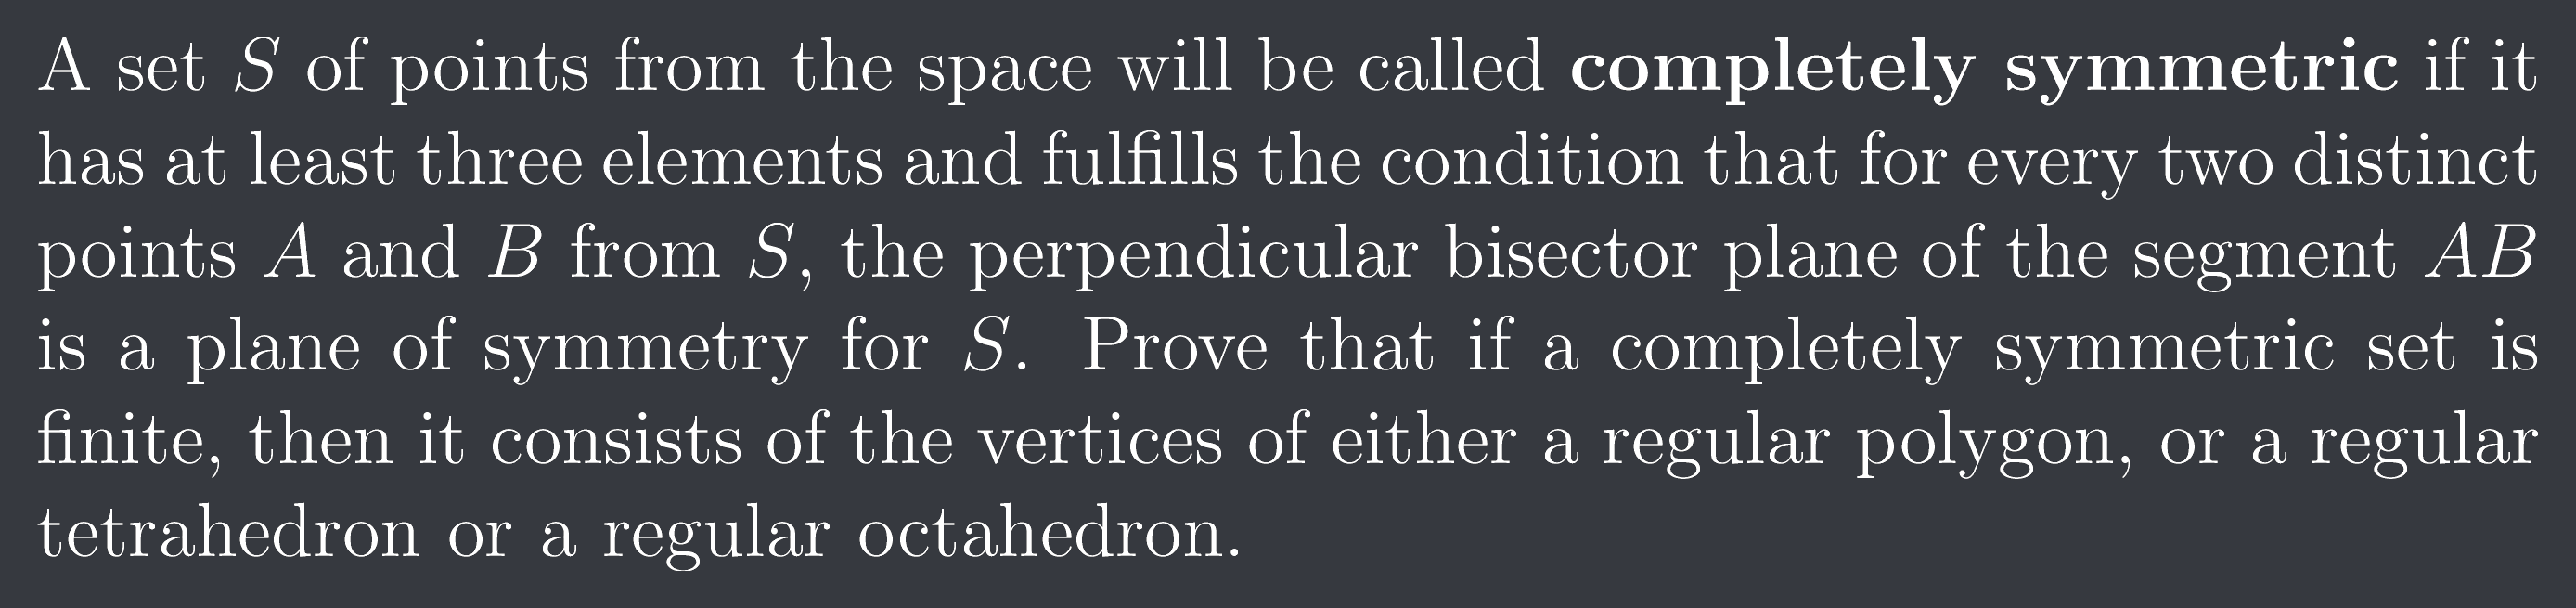 A set S of points from the space will be called completely symmetric if it
has at least three elements and fulfills the condition that for every two distinct
points A and B from S, the perpendicular bisector plane of the segment AB
is a plane of symmetry for S. Prove that if a completely symmetric set is
finite, then it consists of the vertices of either a regular polygon, or a regular
tetrahedron or a regular octahedron.